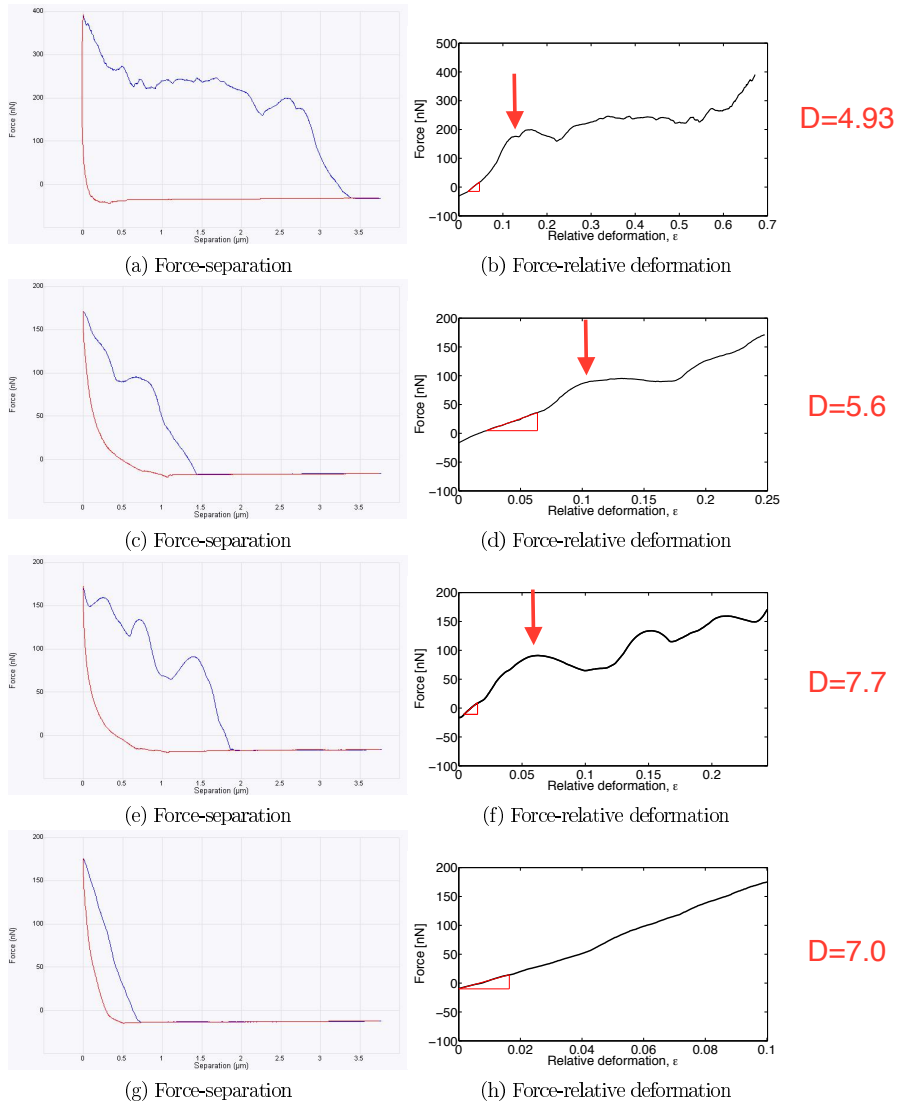 400
300
200
100
0
Force (nN)
0 0.5 1 1.5 2 2.5 3 3.5
Separation (µm)
(a) Force-separation
500
400
300
200
100
0
−100
Force [nN]
0 0.1 0.2 0.3 0.4 0.5 0.6 0.7
Relative deformation, ε
(b) Force-relative deformation
D=4.93
200
150
100
50
0
Force (nN)
0 0.5 1 1.5 2 2.5 3 3.5
Separation (µm)
(c) Force-separation
200
150
100
50
0
−50
−100
Force [nN]
0 0.05 0.1 0.15 0.2 0.25
Relative deformation, ε
(d) Force-relative deformation
D=5.6
200
150
100
50
0
Force (nN)
0 0.5 1 1.5 2 2.5 3 3.5
Separation (µm)
(e) Force-separation
200
150
100
50
0
−50
−100
Force [nN]
0 0.05 0.1 0.15 0.2
Relative deformation, ε
(f) Force-relative deformation
D=7.7
200
150
100
50
0
Force (nN)
0 0.5 1 1.5 2 2.5 3 3.5
Separation (µm)
(g) Force-separation
200
150
100
50
0
−50
−100
Force [nN]
0 0.02 0.04 0.06 0.08 0.1
Relative deformation, ε
(h) Force-relative deformation
D=7.0